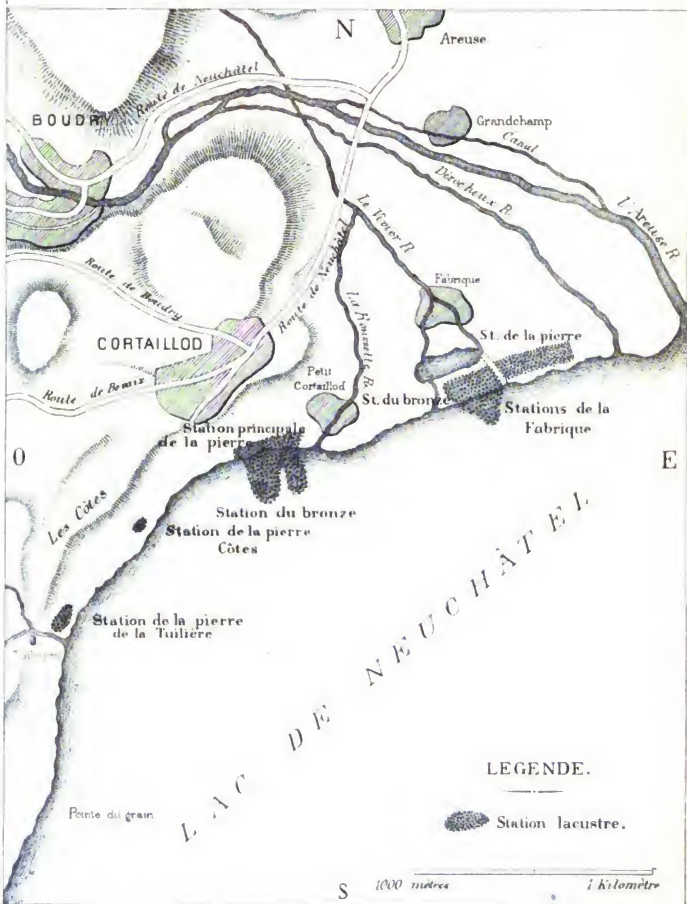 N
Areuse.
Route de Neuchâtel
BOUDRY
Grandchamp
Canal
Dérocheux R.
L'Areuse R.
Le Vivier R.
Route de Neuchâtel
La Rousselle R.
Fabrique
Route de Boudry
CORTAILLOD
St. de la pierre
Petit
Cortaillod
St. du bronze
Stations de la
Fabrique
Route de Bevaix
Station principale
de la pierre
O
E
Les Côtes
Station du bronze
Station de la pierre
Côtes
Station de la pierre
de la Tuilière
LAC DE NEUCHÂTEL
LEGENDE.
Station lacustre.
Pointe du grain
S
1000 mètres
1 Kilomètre